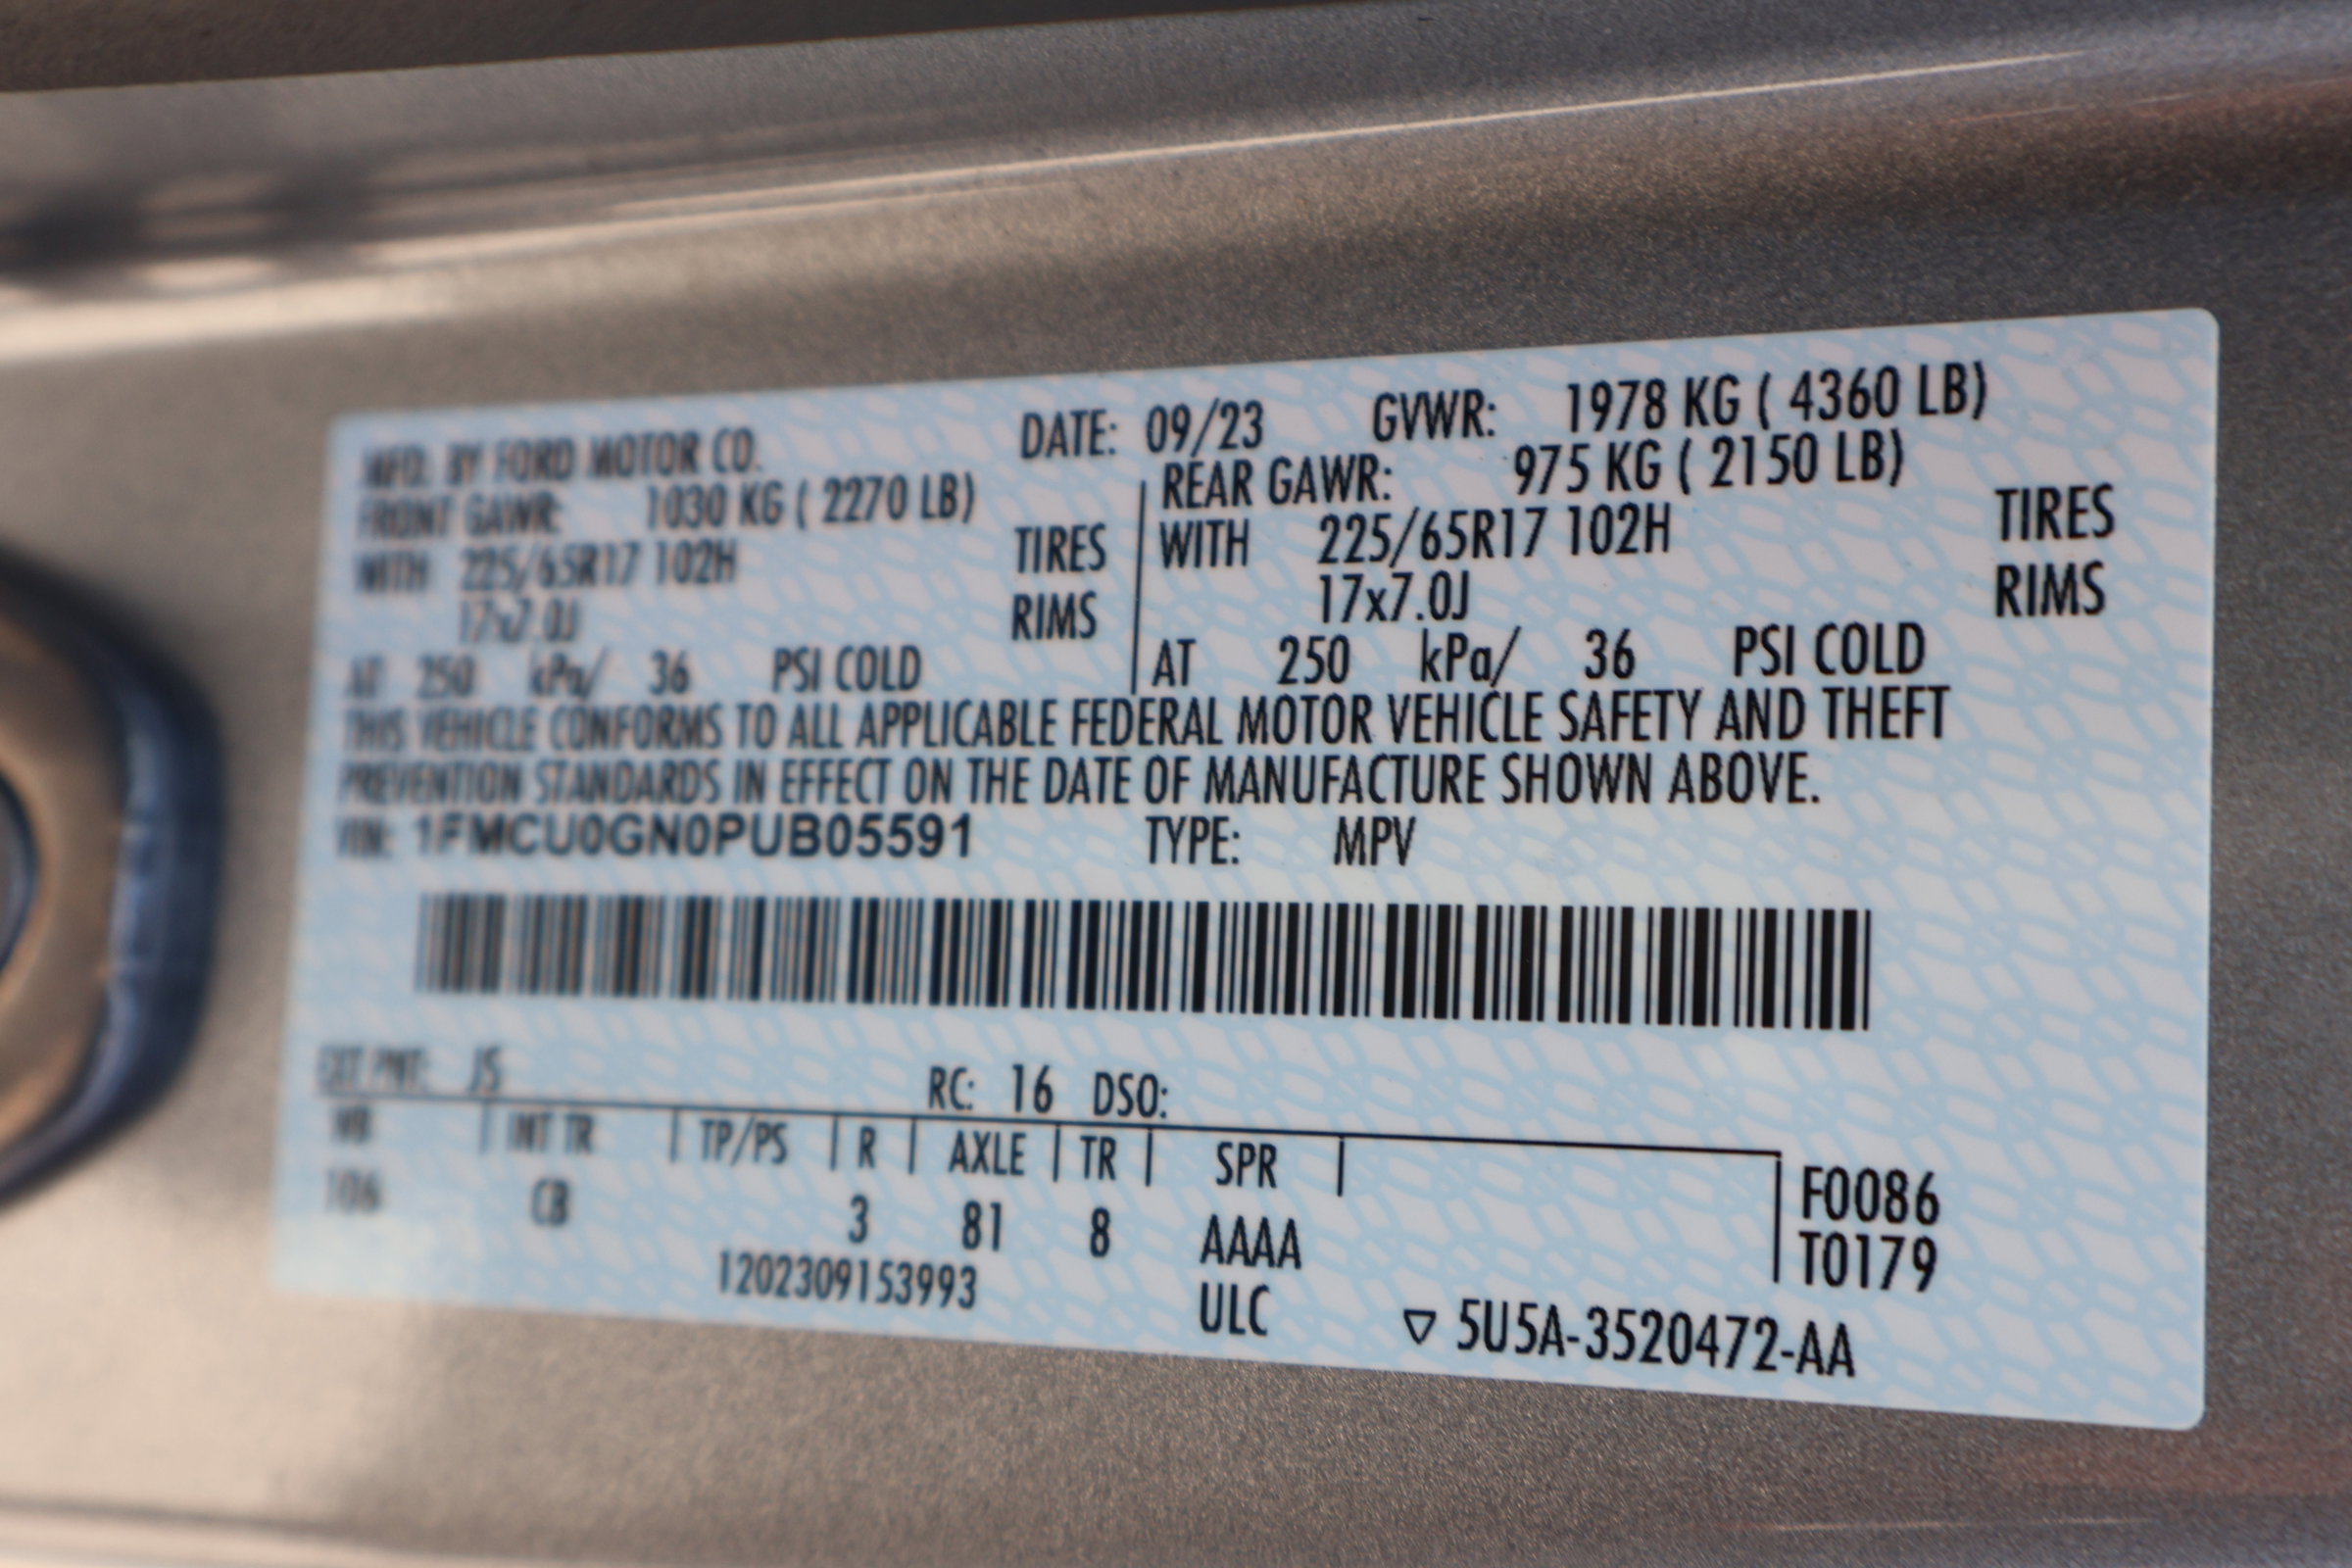 MFD. BY FORD MOTOR CO. DATE: 09/23 GVWR: 1978 KG ( 4360 LB)
FRONT GAWR: 1030 KG ( 2270 LB) REAR GAWR: 975 KG ( 2150 LB)
WITH 225/65R17 102H TIRES WITH 225/65R17 102H TIRES
17x7.0J RIMS 17x7.0J RIMS
AT 250 kPa/ 36 PSI COLD AT 250 kPa/ 36 PSI COLD
THIS VEHICLE CONFORMS TO ALL APPLICABLE FEDERAL MOTOR VEHICLE SAFETY AND THEFT
PREVENTION STANDARDS IN EFFECT ON THE DATE OF MANUFACTURE SHOWN ABOVE.
VIN: 1FMCU0GN0PUB05591 TYPE: MPV
EXT PNT: JS RC: 16 DSO:
WB INT TR TP/PS R AXLE TR SPR
106 CB 3 81 8 AAAA
F0086
T0179
1202309153993 ULC ▽ 5U5A-3520472-AA